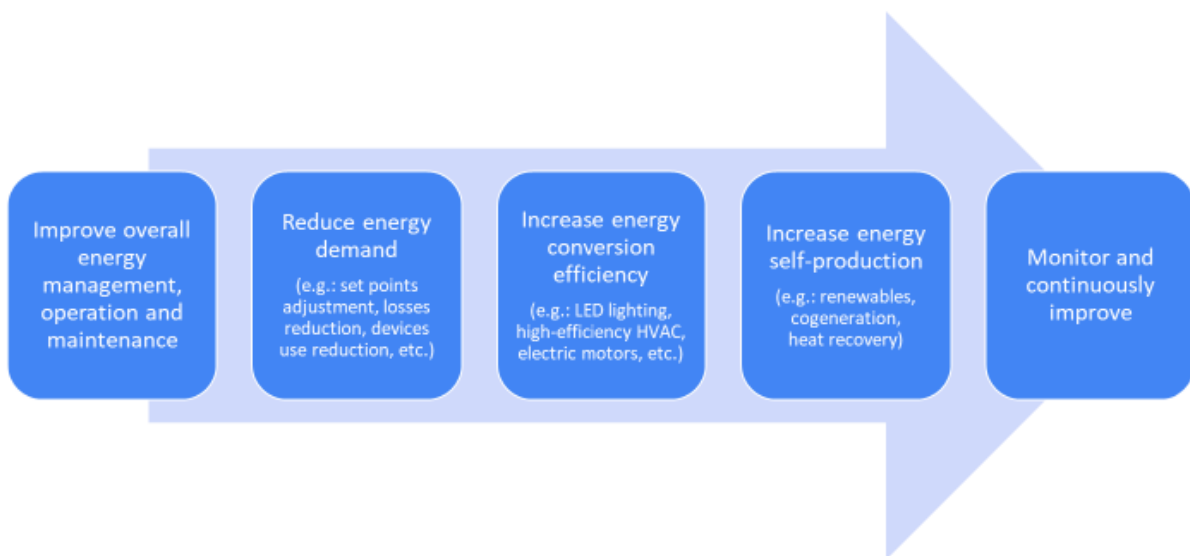 Improve overall
energy
management,
operation and
maintenance
Reduce energy
demand
(e.g.: set points
adjustment, losses
reduction, devices
use reduction, etc.)
Increase energy
conversion
efficiency
(e.g.: LED lighting,
high-efficiency HVAC,
electric motors, etc.)
Increase energy
self-production
(e.g.: renewables,
cogeneration,
heat recovery)
Monitor and
continuously
improve